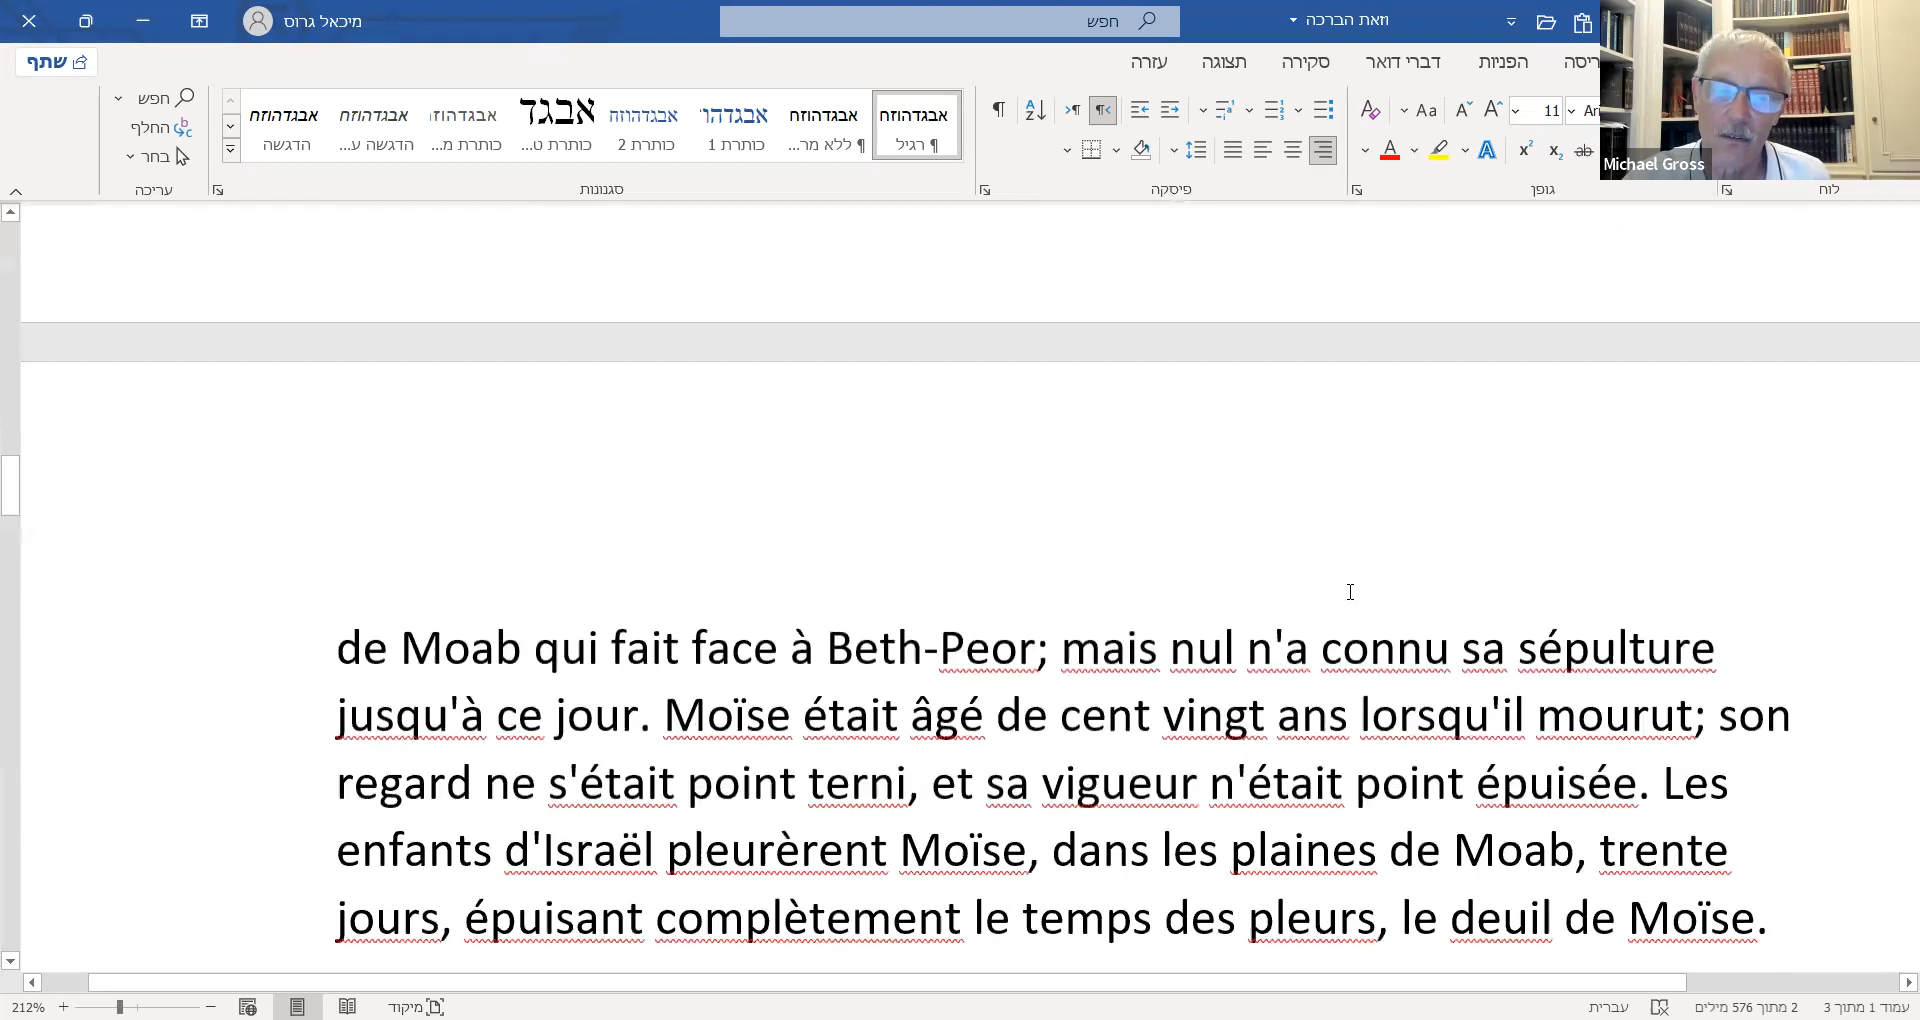 מיכאל גרוס
חפש
וזאת הברכה
שתף
ריסה
הפניות
דברי דואר
סקירה
תצוגה
עזרה
חפש
החלף
בחר
עריכה
אבגדהוזח
¶ רגיל
אבגדהוזח
¶ ללא מר...
אבגדהו
כותרת 1
אבגדהוזח
כותרת 2
אבגד
כותרת ט...
אבגדהוזח
כותרת מ...
אבגדהוזח
הדגשה ע...
אבגדהוזח
הדגשה
סגנונות
פיסקה
Aa
11
גופן
לוח
Michael Gross
de Moab qui fait face à Beth-Peor; mais nul n'a connu sa sépulture
jusqu'à ce jour. Moïse était âgé de cent vingt ans lorsqu'il mourut; son
regard ne s'était point terni, et sa vigueur n'était point épuisée. Les
enfants d'Israël pleurèrent Moïse, dans les plaines de Moab, trente
jours, épuisant complètement le temps des pleurs, le deuil de Moïse.
עמוד 1 מתוך 3
2 מתוך 576 מילים
עברית
מיקוד
212%